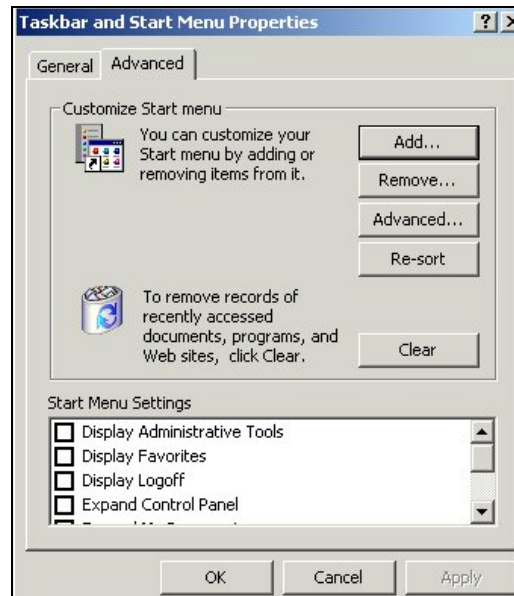 Taskbar and Start Menu Properties
General
Advanced
Customize Start menu
You can customize your
Start menu by adding or
removing items from it.
Add...
Remove...
Advanced...
Re-sort
To remove records of
recently accessed
documents, programs, and
Web sites, click Clear.
Clear
Start Menu Settings
Display Administrative Tools
Display Favorites
Display Logoff
Expand Control Panel
OK
Cancel
Apply